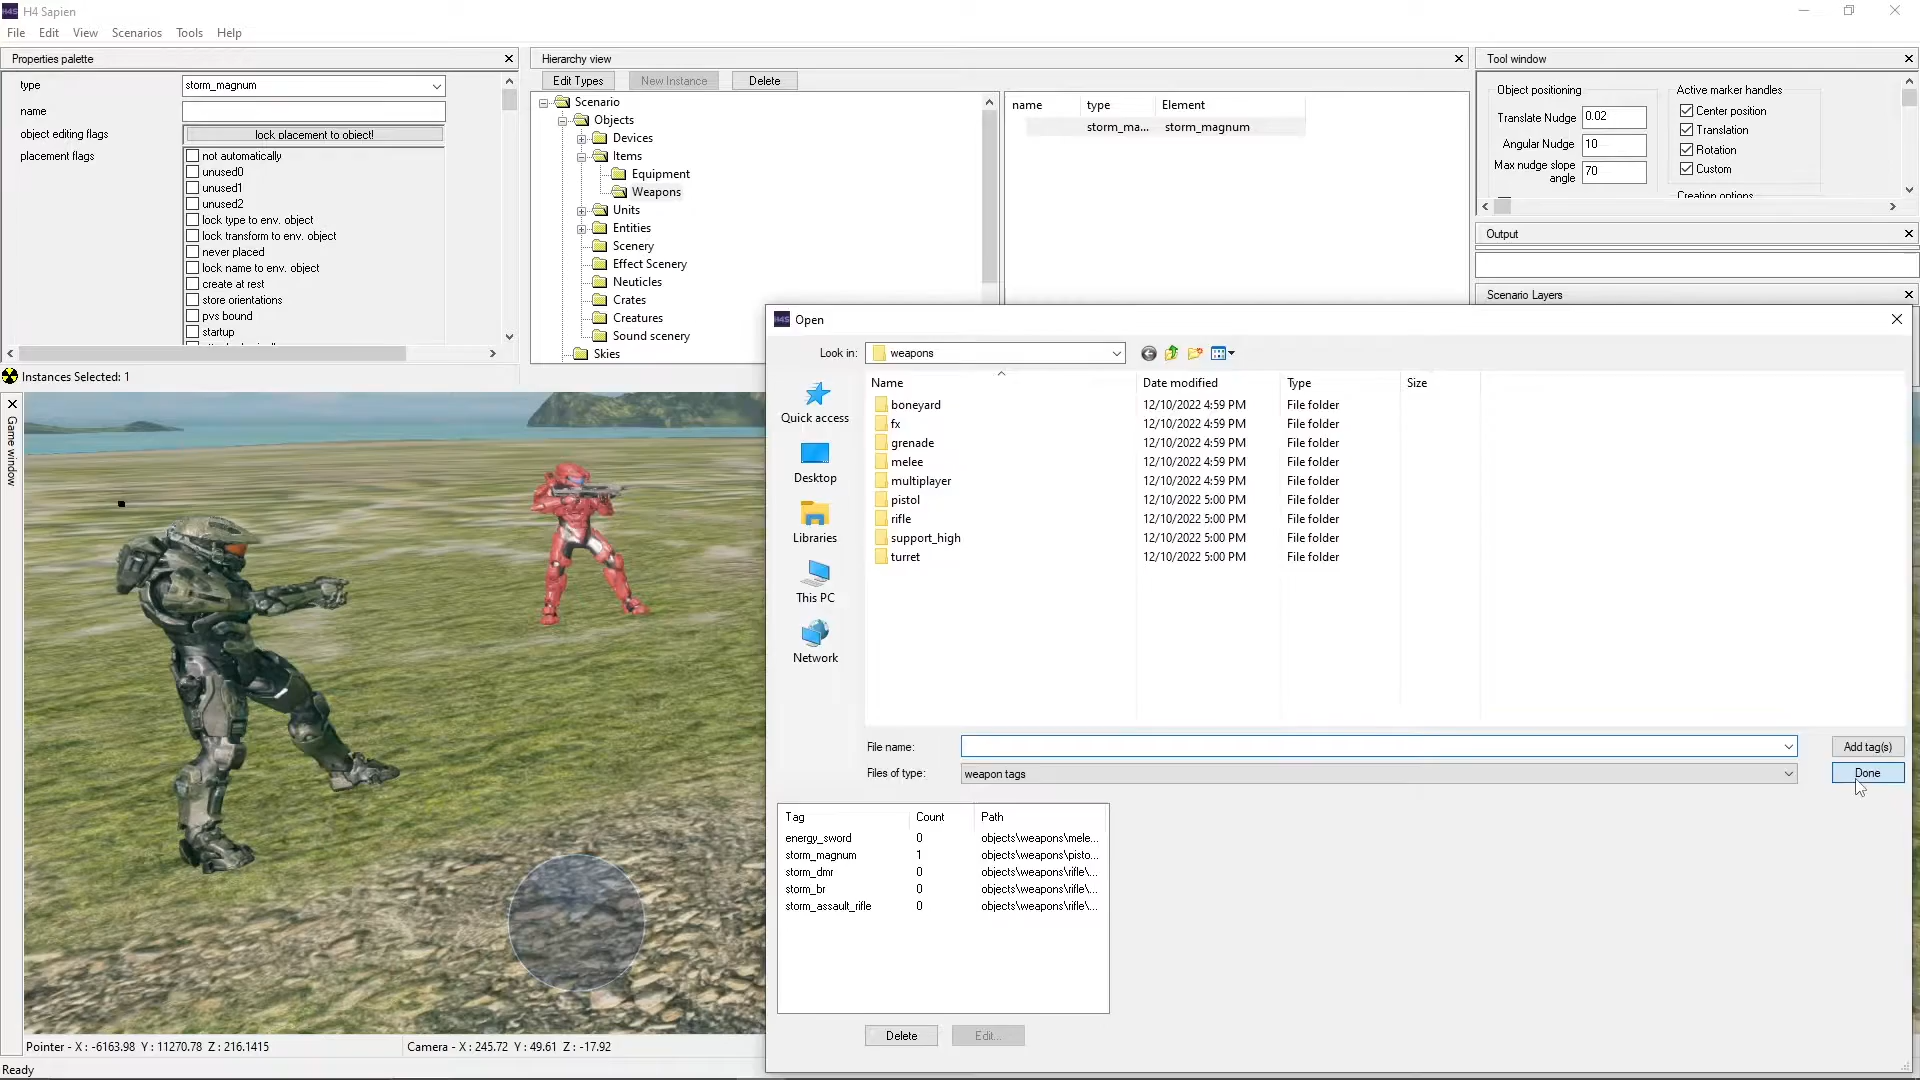 H4S H4 Sapien
File Edit View Scenarios Tools Help
Properties palette
type storm_magnum
name
object editing flags lock placement to object!
placement flags not automatically
unused0
unused1
unused2
lock type to env. object
lock transform to env. object
never placed
lock name to env. object
create at rest
store orientations
pvs bound
startup
Instances Selected: 1
Hierarchy view
Edit Types New Instance Delete
Scenario
Objects
Devices
Items
Equipment
Weapons
Units
Entities
Scenery
Effect Scenery
Neuticles
Crates
Creatures
Sound scenery
Skies
name type Element
storm_ma... storm_magnum
Tool window
Object positioning
Translate Nudge 0.02
Angular Nudge 10
Max nudge slope angle 70
Active marker handles
Center position
Translation
Rotation
Custom
Creation options
Output
Scenario Layers
Game window
H4S Open
Look in: weapons
Quick access
Desktop
Libraries
This PC
Network
Name Date modified Type Size
boneyard 12/10/2022 4:59 PM File folder
fx 12/10/2022 4:59 PM File folder
grenade 12/10/2022 4:59 PM File folder
melee 12/10/2022 4:59 PM File folder
multiplayer 12/10/2022 4:59 PM File folder
pistol 12/10/2022 5:00 PM File folder
rifle 12/10/2022 5:00 PM File folder
support_high 12/10/2022 5:00 PM File folder
turret 12/10/2022 5:00 PM File folder
File name: Add tag(s)
Files of type: weapon tags Done
Tag Count Path
energy_sword 0 objects\weapons\mele...
storm_magnum 1 objects\weapons\pisto...
storm_dmr 0 objects\weapons\rifle\...
storm_br 0 objects\weapons\rifle\...
storm_assault_rifle 0 objects\weapons\rifle\...
Delete Edit...
Pointer - X : -6163.98 Y : 11270.78 Z : 216.1415
Camera - X : 245.72 Y : 49.61 Z : -17.92
Ready